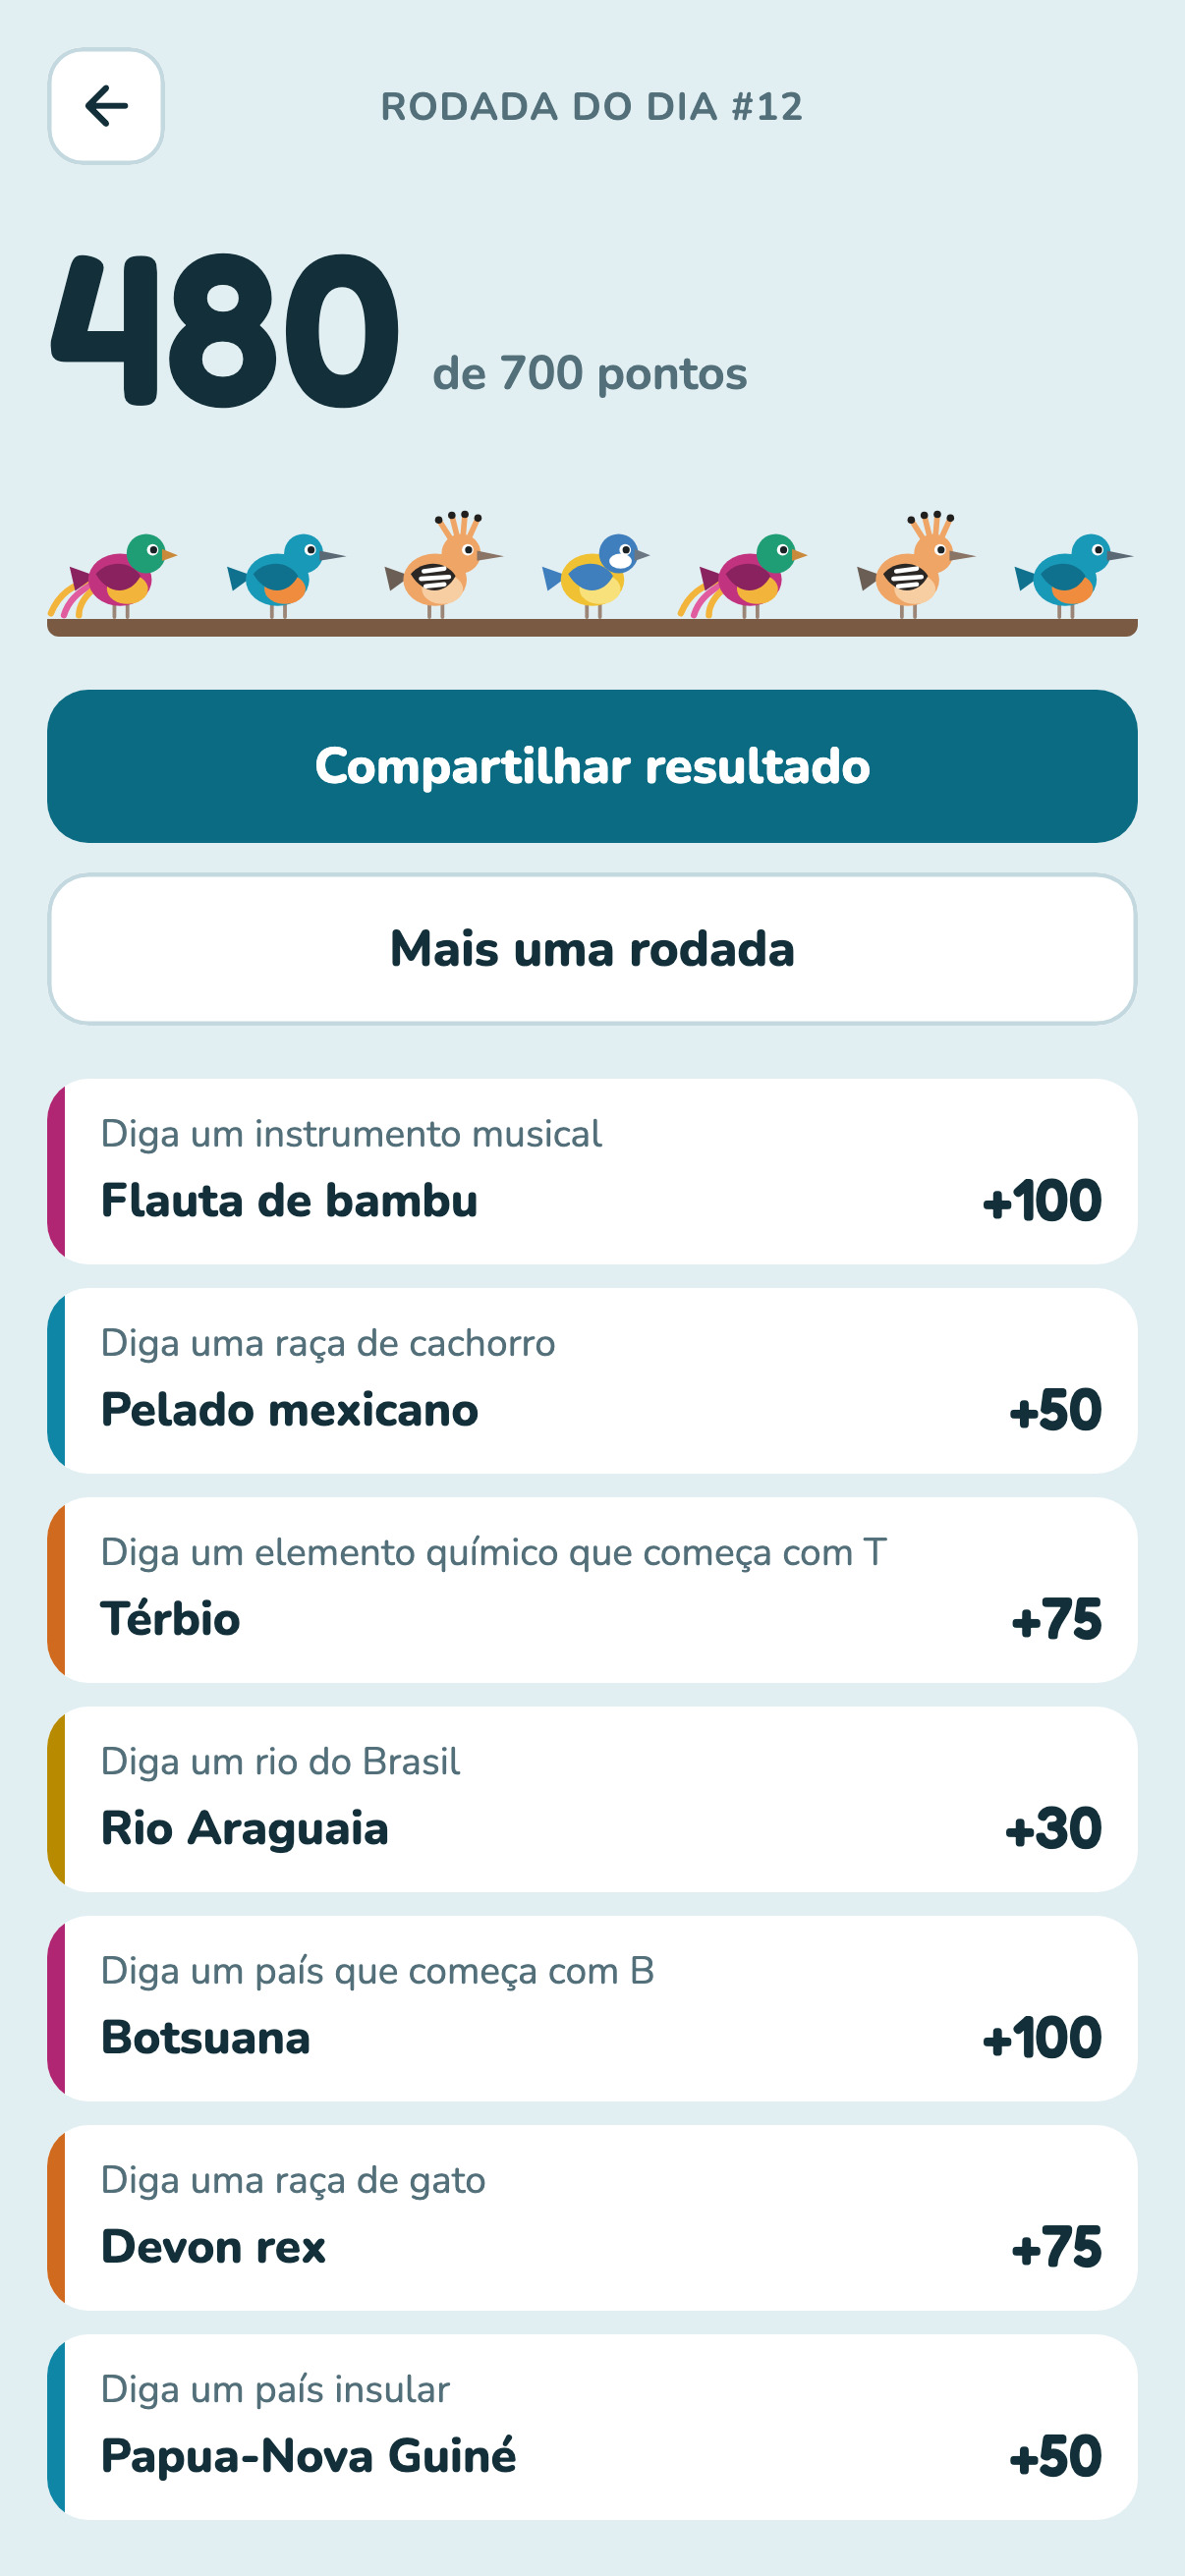 RODADA DO DIA #12
480 de 700 pontos
Compartilhar resultado
Mais uma rodada
Diga um instrumento musical
Flauta de bambu +100
Diga uma raça de cachorro
Pelado mexicano +50
Diga um elemento químico que começa com T
Térbio +75
Diga um rio do Brasil
Rio Araguaia +30
Diga um país que começa com B
Botsuana +100
Diga uma raça de gato
Devon rex +75
Diga um país insular
Papua-Nova Guiné +50